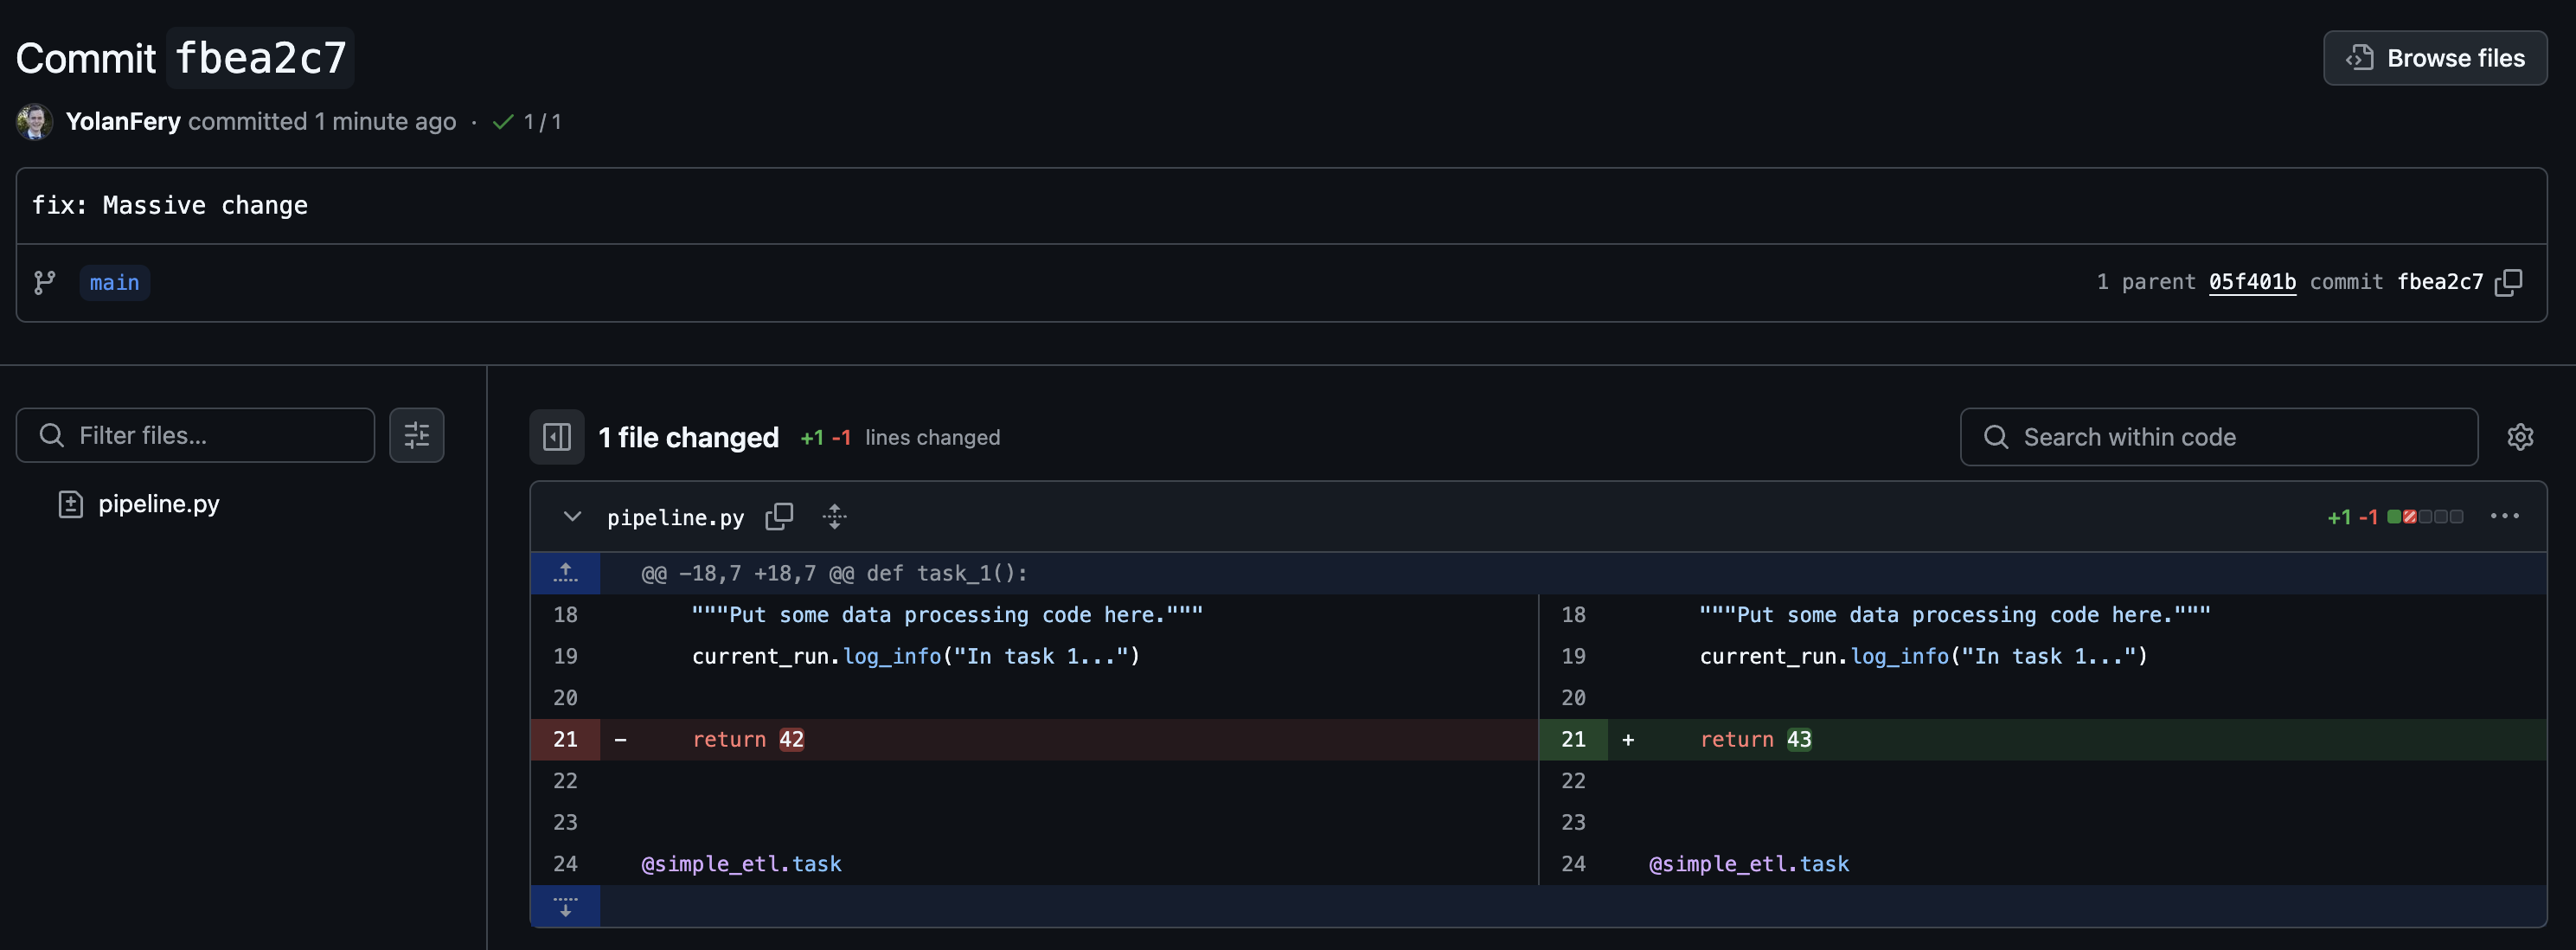 Commit fbea2c7
Browse files
YolanFery committed 1 minute ago · 1 / 1
fix: Massive change
main
1 parent 05f401b commit fbea2c7
Filter files...
pipeline.py
1 file changed +1 -1 lines changed
Search within code
pipeline.py
+1 -1
@@ -18,7 +18,7 @@ def task_1():
18 """Put some data processing code here."""
19 current_run.log_info("In task 1...")
20
21 - return 42
22
23
24 @simple_etl.task
18 """Put some data processing code here."""
19 current_run.log_info("In task 1...")
20
21 + return 43
22
23
24 @simple_etl.task